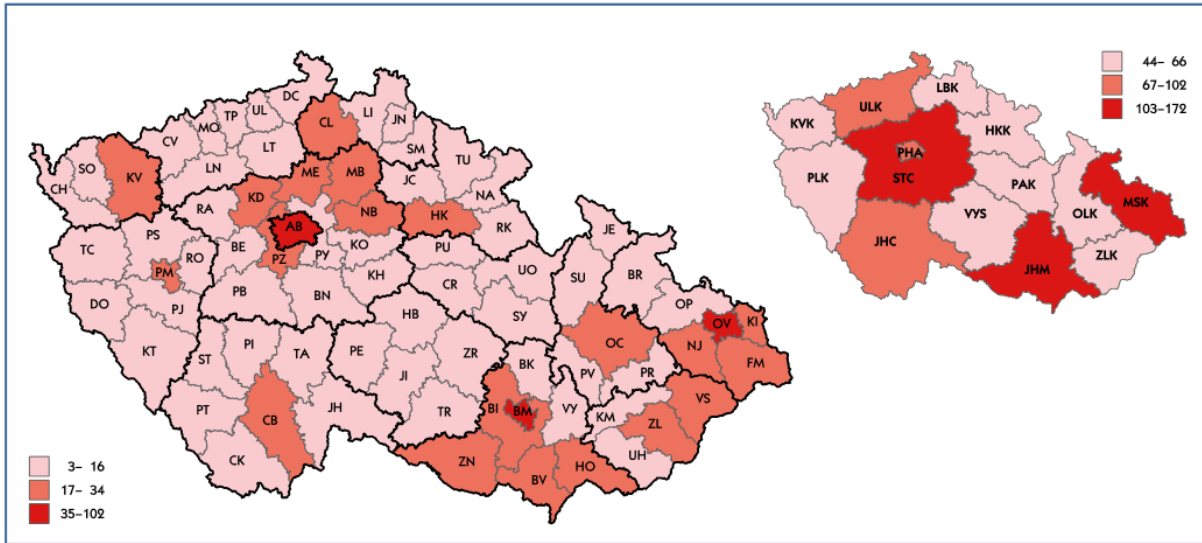 DC
LI
JN
SM
CL
UL
TP
MO
CV
LT
LN
SO
KV
CH
ME
MB
JC
TU
NA
RA
KD
NB
HK
RK
AB
PS
RO
PM
TC
BE
PZ
PY
KO
PU
KH
PB
BN
CR
UO
SY
JE
SU
BR
DO
PJ
KT
ST
PI
TA
PE
HB
ZR
JI
TR
OC
OP
OV
KI
NJ
FM
BK
PV
PR
VS
PT
CB
JH
CK
BI
BM
VY
KM
ZL
UH
ZN
BV
HO
3– 16
17– 34
35–102
KVK
ULK
LBK
HKK
PHA
STC
PLK
PAK
VYS
OLK
MSK
JHC
JHM
ZLK
44– 66
67–102
103–172